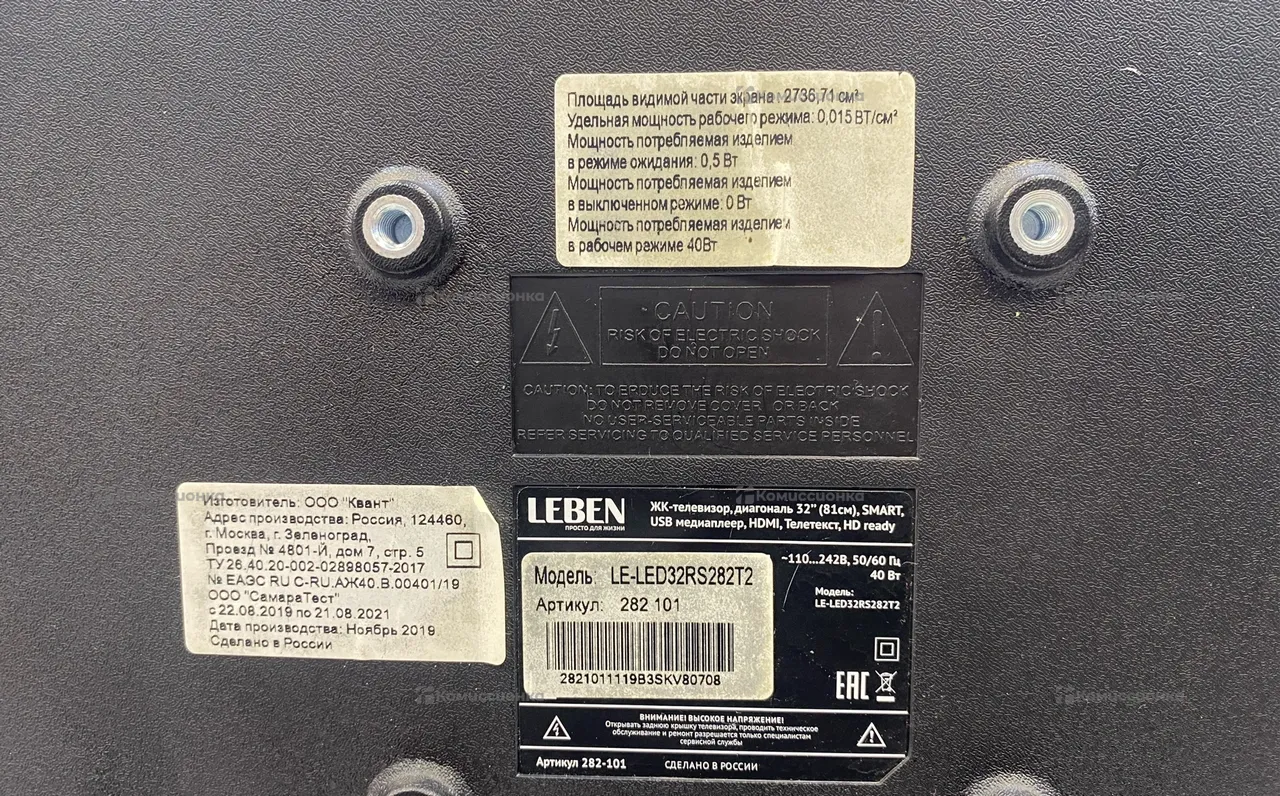 Площадь видимой части экрана 2736,71 см²
Удельная мощность рабочего режима: 0,015 ВТ/см²
Мощность потребляемая изделием
в режиме ожидания: 0,5 Вт
Мощность потребляемая изделием
в выключенном режиме: 0 Вт
Мощность потребляемая изделием
в рабочем режиме 40Вт
Комиссионка
Комиссионка
Комиссионка
CAUTION
RISK OF ELECTRIC SHOCK
DO NOT OPEN
CAUTION: TO ERDUCE THE RISK OF ELECTRIC SHOCK
DO NOT REMOVE COVER OR BACK
NO USER-SERVICEABLE PARTS INSIDE
REFER SERVICING TO QUALIFIED SERVICE PERSONNEL
Изготовитель: ООО "Квант"
Адрес производства: Россия, 124460,
г. Москва, г. Зеленоград,
Проезд № 4801-Й, дом 7, стр. 5
ТУ 26.40.20-002-02898057-2017
№ ЕАЭС RU С-RU.АЖ40.В.00401/19
ООО "СамараТест"
с 22.08.2019 по 21.08.2021
Дата производства: Ноябрь 2019
Сделано в России
LEBEN
ПРОСТО ДЛЯ ЖИЗНИ
Комиссионка
ЖК-телевизор, диагональ 32" (81см), SMART,
USB медиаплеер, HDMI, Телетекст, HD ready
~110...242В, 50/60 Гц
40 Вт
Модель:
LE-LED32RS282T2
Модель: LE-LED32RS282T2
Артикул: 282 101
2821011119B3SKV80708
EAC
Комиссионка
Комиссионка
ВНИМАНИЕ! ВЫСОКОЕ НАПРЯЖЕНИЕ!
Открывать заднюю крышку телевизора, проводить техническое
обслуживание и ремонт разрешается только специалистам
сервисной службы
Артикул 282-101 СДЕЛАНО В РОССИИ